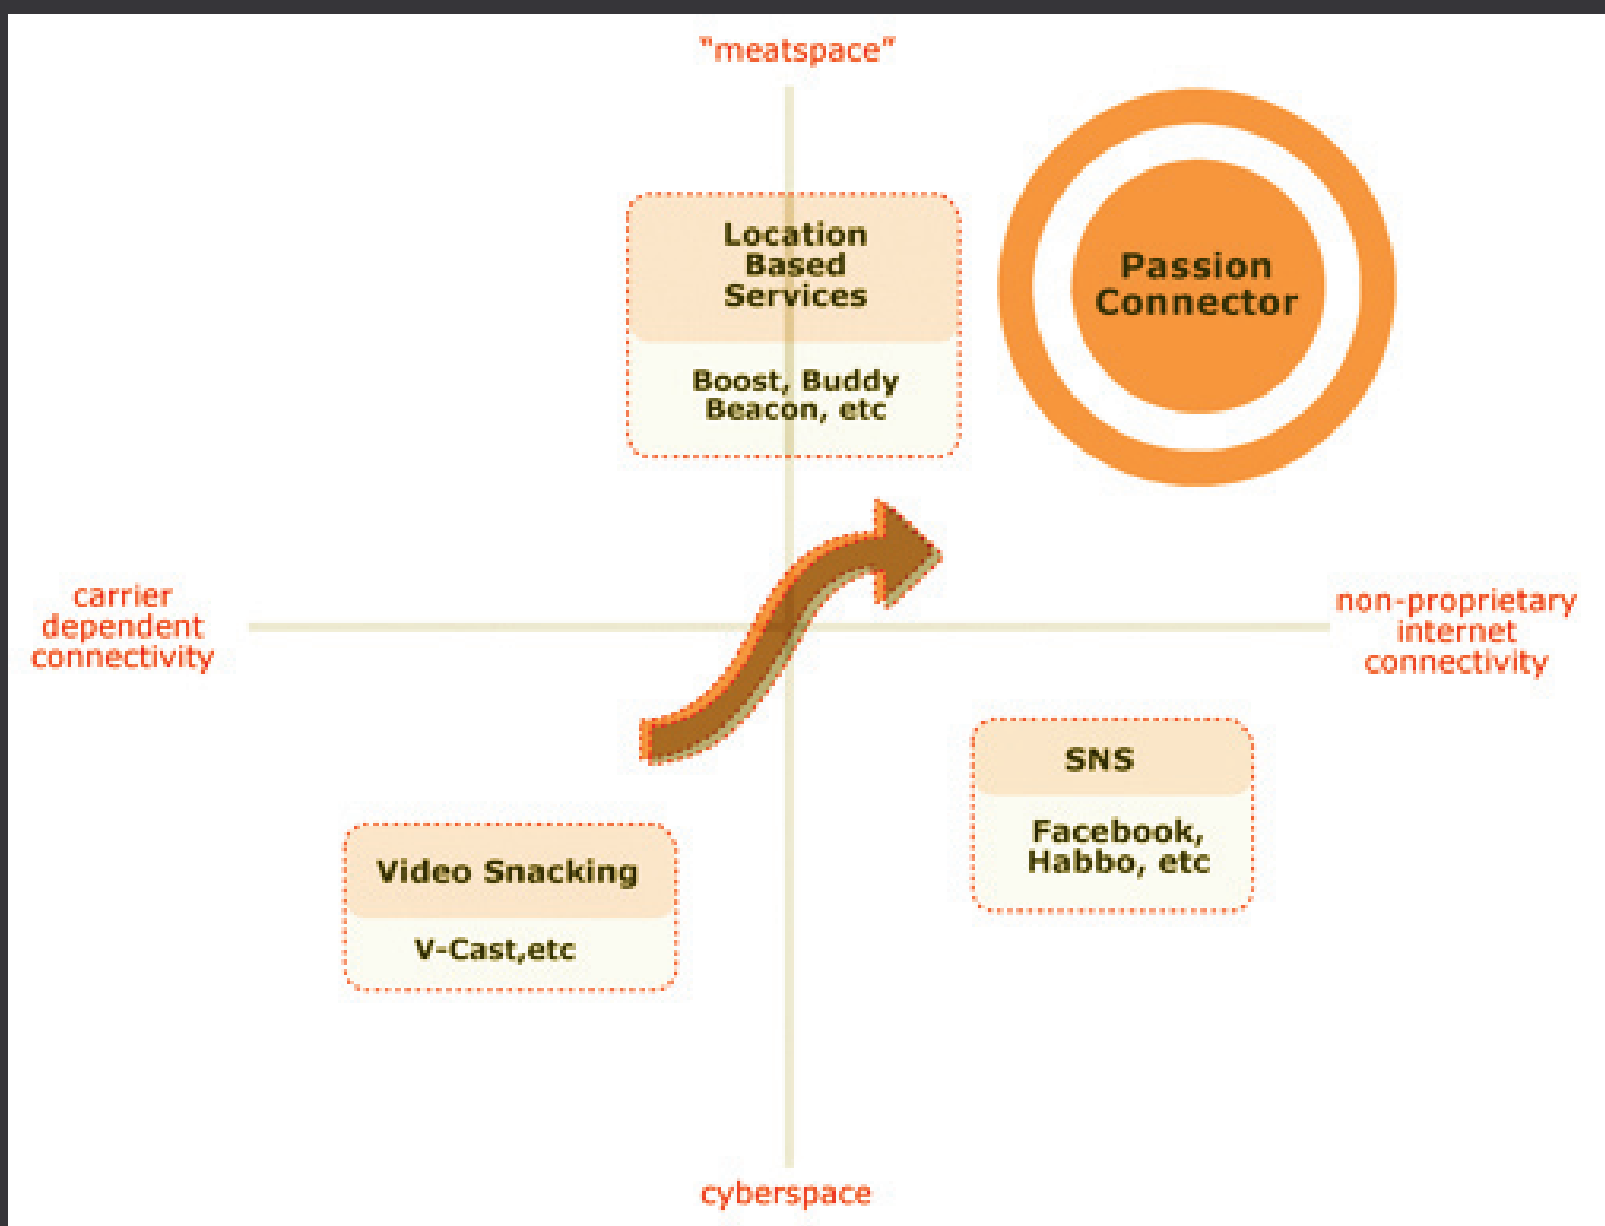 "meatspace"
Location
Based
Services
Boost, Buddy
Beacon, etc
Passion
Connector
carrier
dependent
connectivity
non-proprietary
internet
connectivity
SNS
Facebook,
Habbo, etc
Video Snacking
V-Cast,etc
cyberspace